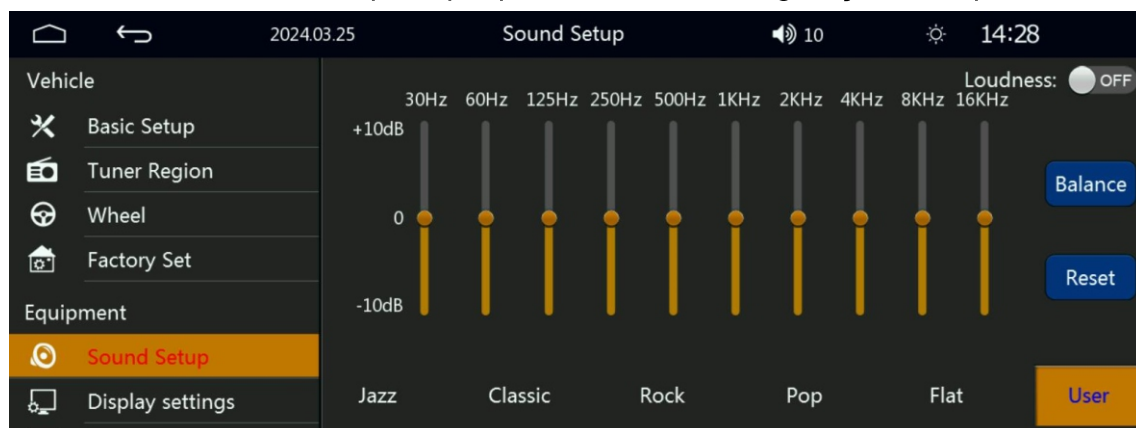 2024.03.25 Sound Setup 10 14:28
Vehicle
Basic Setup
Tuner Region
Wheel
Factory Set
Equipment
Sound Setup
Display settings
Loudness: OFF
30Hz 60Hz 125Hz 250Hz 500Hz 1KHz 2KHz 4KHz 8KHz 16KHz
+10dB
0
-10dB
Balance
Reset
Jazz Classic Rock Pop Flat User